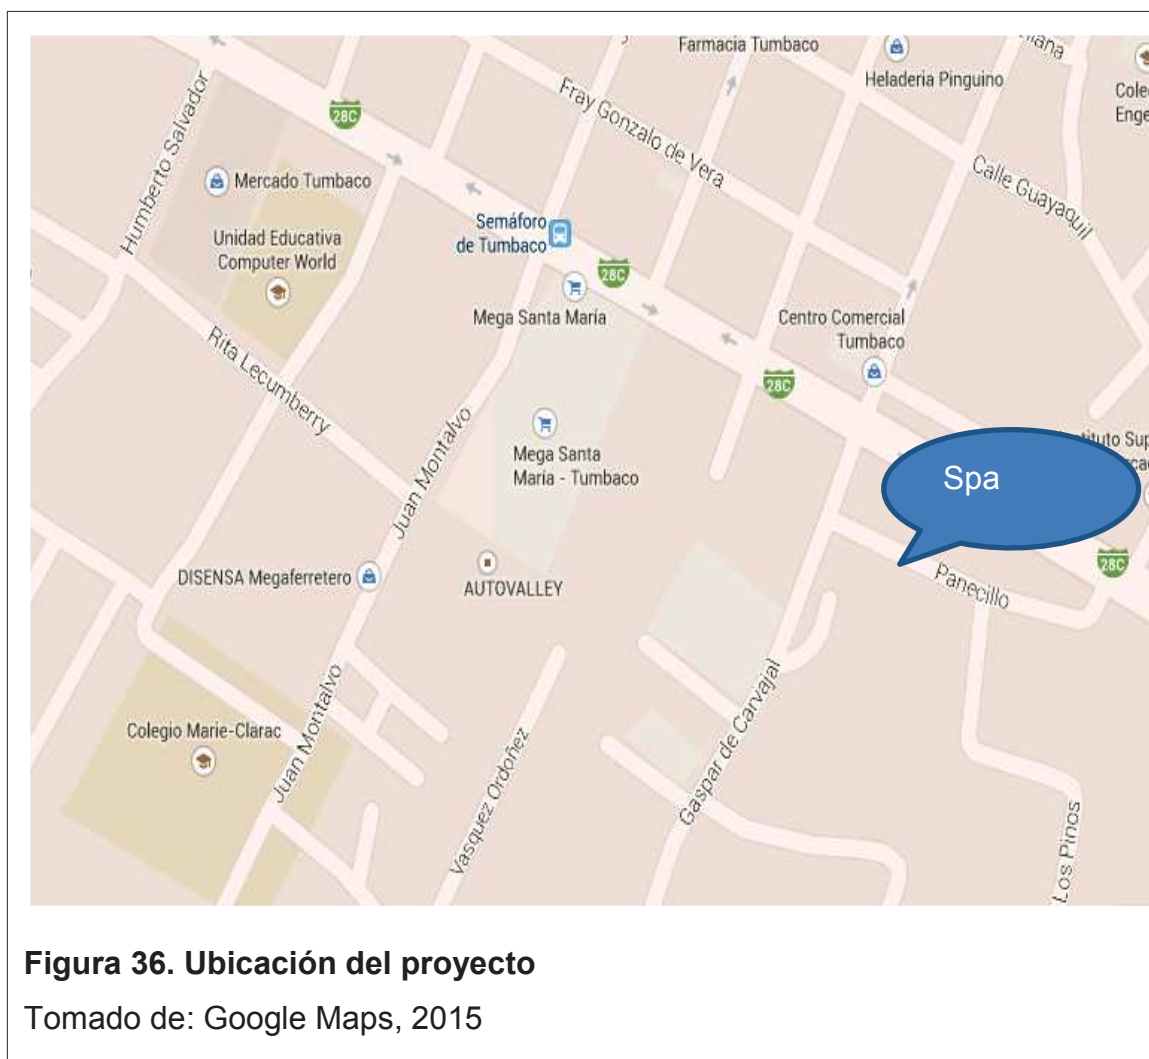 Farmacia Tumbaco
Heladeria Pinguino
Humberto Salvador
28C
Fray Gonzalo de Vera
Calle Guayaquil
Mercado Tumbaco
Semáforo
de Tumbaco
Unidad Educativa
Computer World
28C
Mega Santa Maria
Centro Comercial
Tumbaco
Rita Lecumberry
28C
Juan Montalvo
Mega Santa
Maria - Tumbaco
Spa
DISENSA Megaferretero
AUTOVALLEY
28C
Panecillo
Colegio Marie-Clarac
Juan Montalvo
Vasquez Ordoñez
Gaspar de Carvajal
Los Pinos
Figura 36. Ubicación del proyecto
Tomado de: Google Maps, 2015